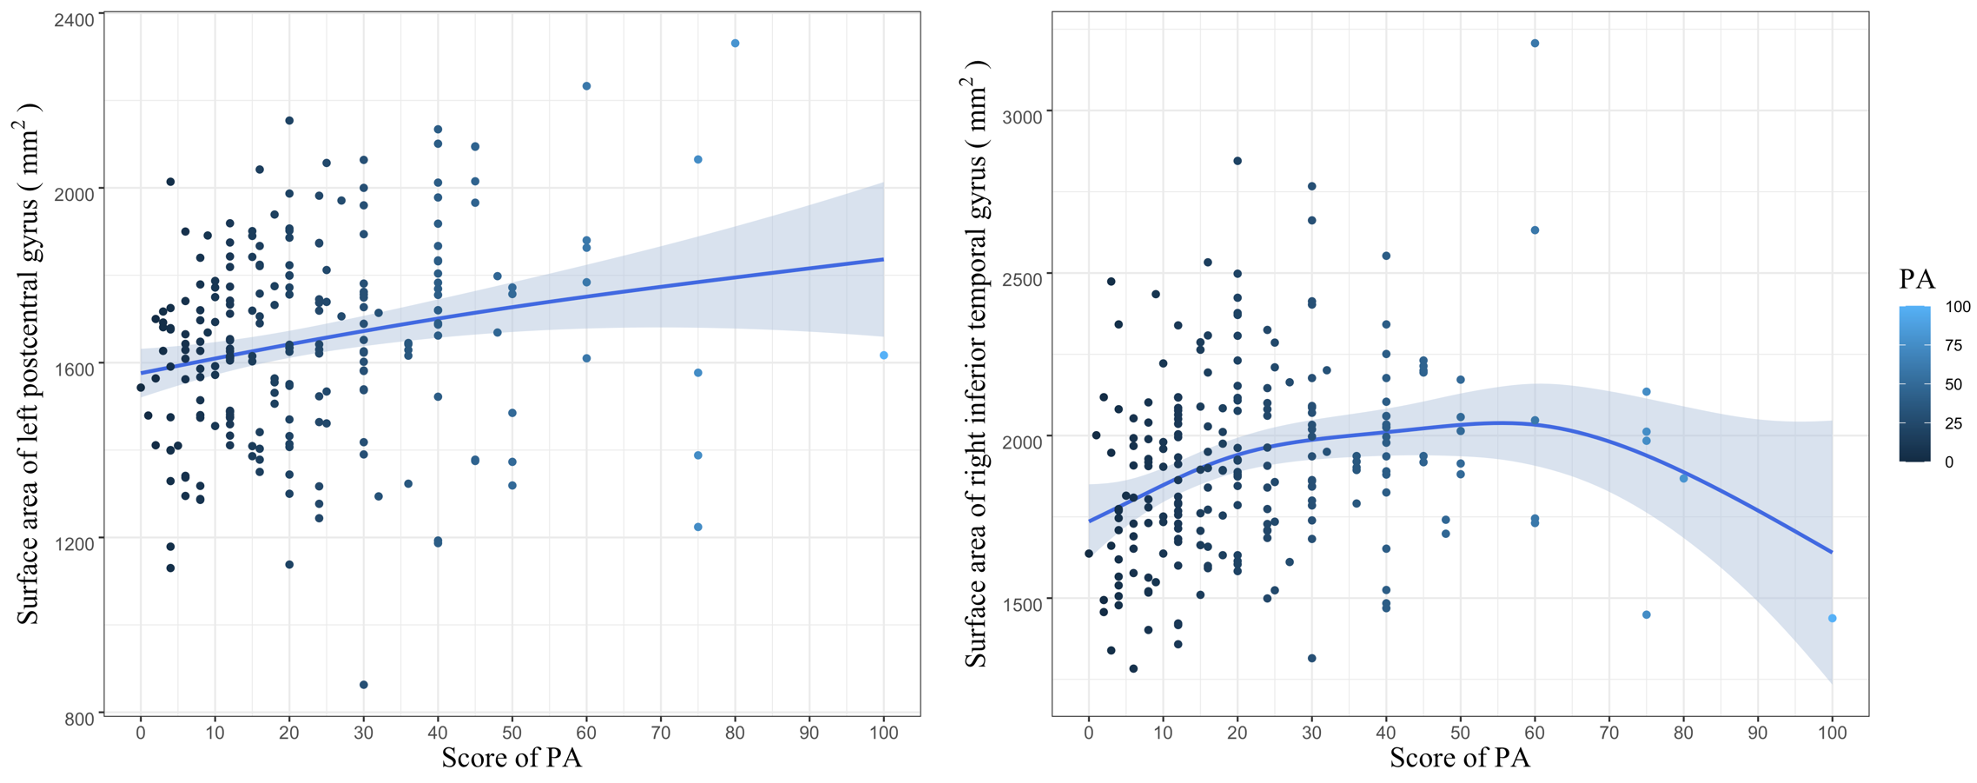 2400
2000
1600
1200
800
Surface area of left postcentral gyrus ( mm2 )
0 10 20 30 40 50 60 70 80 90 100
Score of PA
3000
2500
2000
1500
Surface area of right inferior temporal gyrus ( mm2 )
0 10 20 30 40 50 60 70 80 90 100
Score of PA
PA
100
75
50
25
0